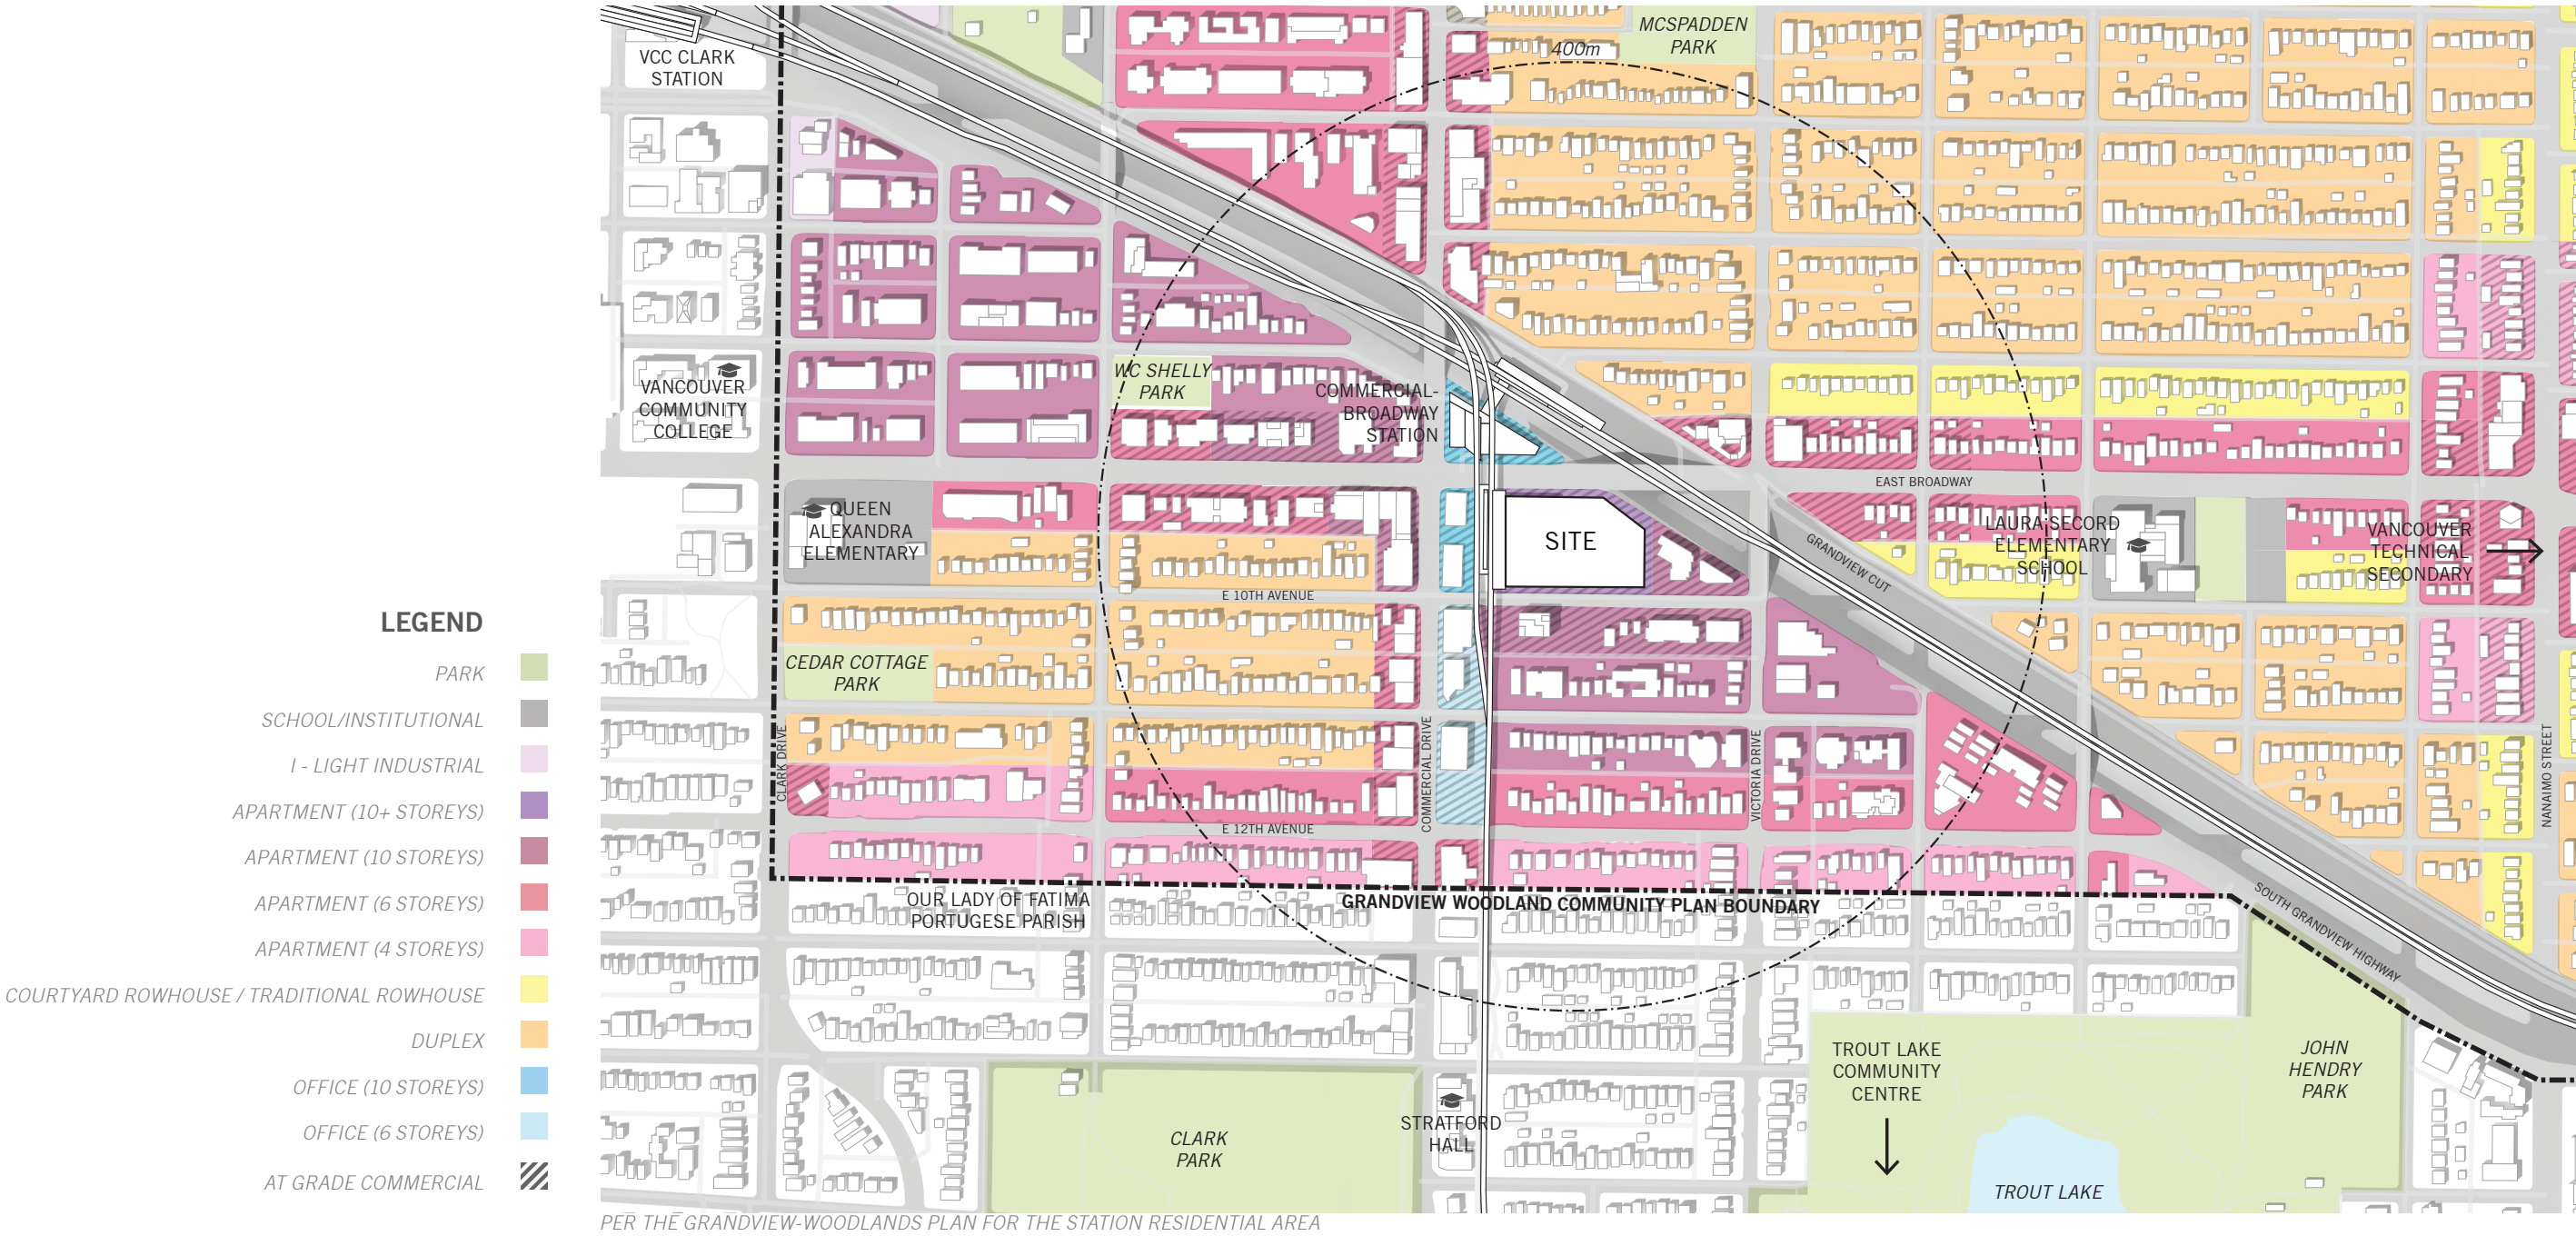 MCSPADDEN
PARK
400m
VCC CLARK
STATION
WC SHELLY
PARK
COMMERCIAL-
BROADWAY
STATION
VANCOUVER
COMMUNITY
COLLEGE
EAST BROADWAY
QUEEN
ALEXANDRA
ELEMENTARY
SITE
GRANDVIEW CUT
LAURA SECORD
ELEMENTARY
SCHOOL
VANCOUVER
TECHNICAL
SECONDARY
E 10TH AVENUE
CEDAR COTTAGE
PARK
CLARK DRIVE
COMMERCIAL DRIVE
VICTORIA DRIVE
NANAIMO STREET
E 12TH AVENUE
OUR LADY OF FATIMA
PORTUGESE PARISH
GRANDVIEW WOODLAND COMMUNITY PLAN BOUNDARY
SOUTH GRANDVIEW HIGHWAY
TROUT LAKE
COMMUNITY
CENTRE
JOHN
HENRY
PARK
CLARK
PARK
STRATFORD
HALL
TROUT LAKE
LEGEND
PARK
SCHOOL/INSTITUTIONAL
I - LIGHT INDUSTRIAL
APARTMENT (10+ STOREYS)
APARTMENT (10 STOREYS)
APARTMENT (6 STOREYS)
APARTMENT (4 STOREYS)
COURTYARD ROWHOUSE / TRADITIONAL ROWHOUSE
DUPLEX
OFFICE (10 STOREYS)
OFFICE (6 STOREYS)
AT GRADE COMMERCIAL
PER THE GRANDVIEW-WOODLANDS PLAN FOR THE STATION RESIDENTIAL AREA